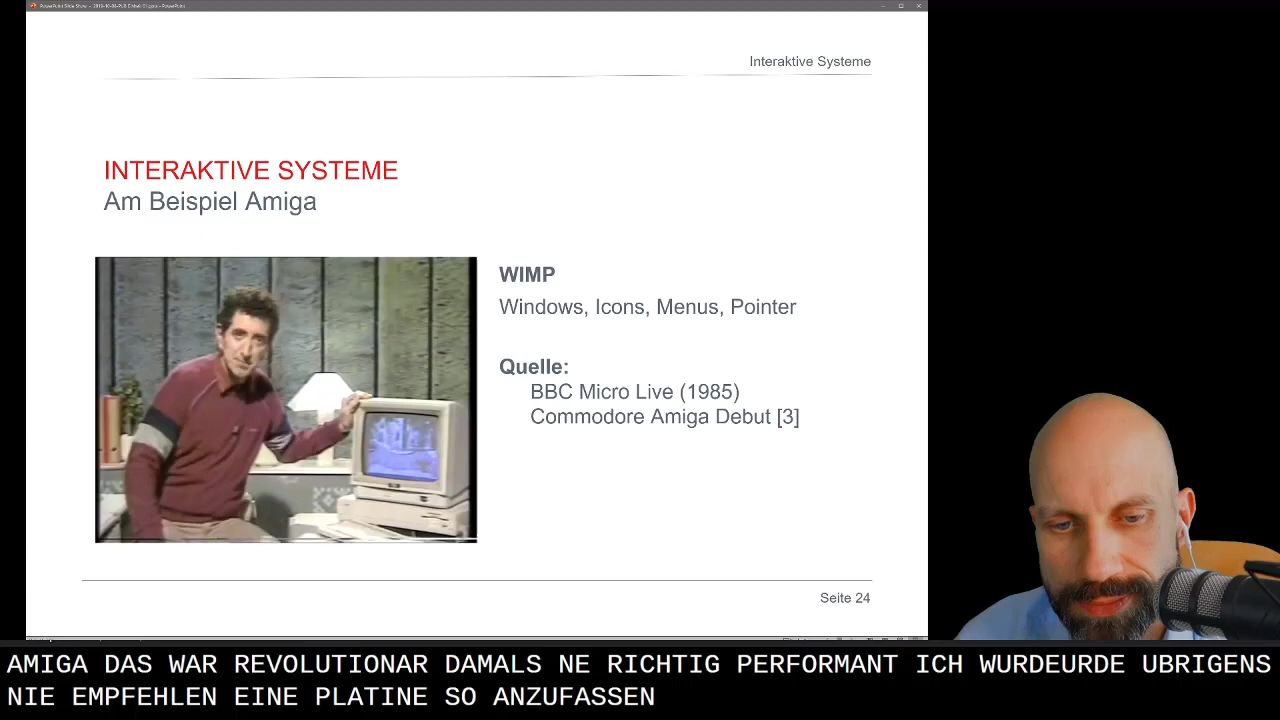 Interaktive Systeme
INTERAKTIVE SYSTEME
Am Beispiel Amiga
WIMP
Windows, Icons, Menus, Pointer
Quelle:
BBC Micro Live (1985)
Commodore Amiga Debut [3]
Seite 24
AMIGA DAS WAR REVOLUTIONAR DAMALS NE RICHTIG PERFORMANT ICH WURDEURDE UBRIGENS
NIE EMPFEHLEN EINE PLATINE SO ANZUFASSEN